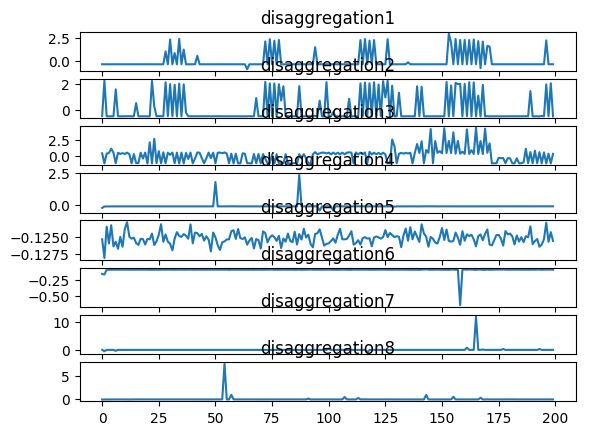 disaggregation1
2.5
0.0
disaggregation2
2
0
disaggregation3
2.5
0.0
disaggregation4
2.5
0.0
disaggregation5
−0.1250
−0.1275
disaggregation6
−0.25
−0.50
disaggregation7
10
0
disaggregation8
5
0
0 25 50 75 100 125 150 175 200